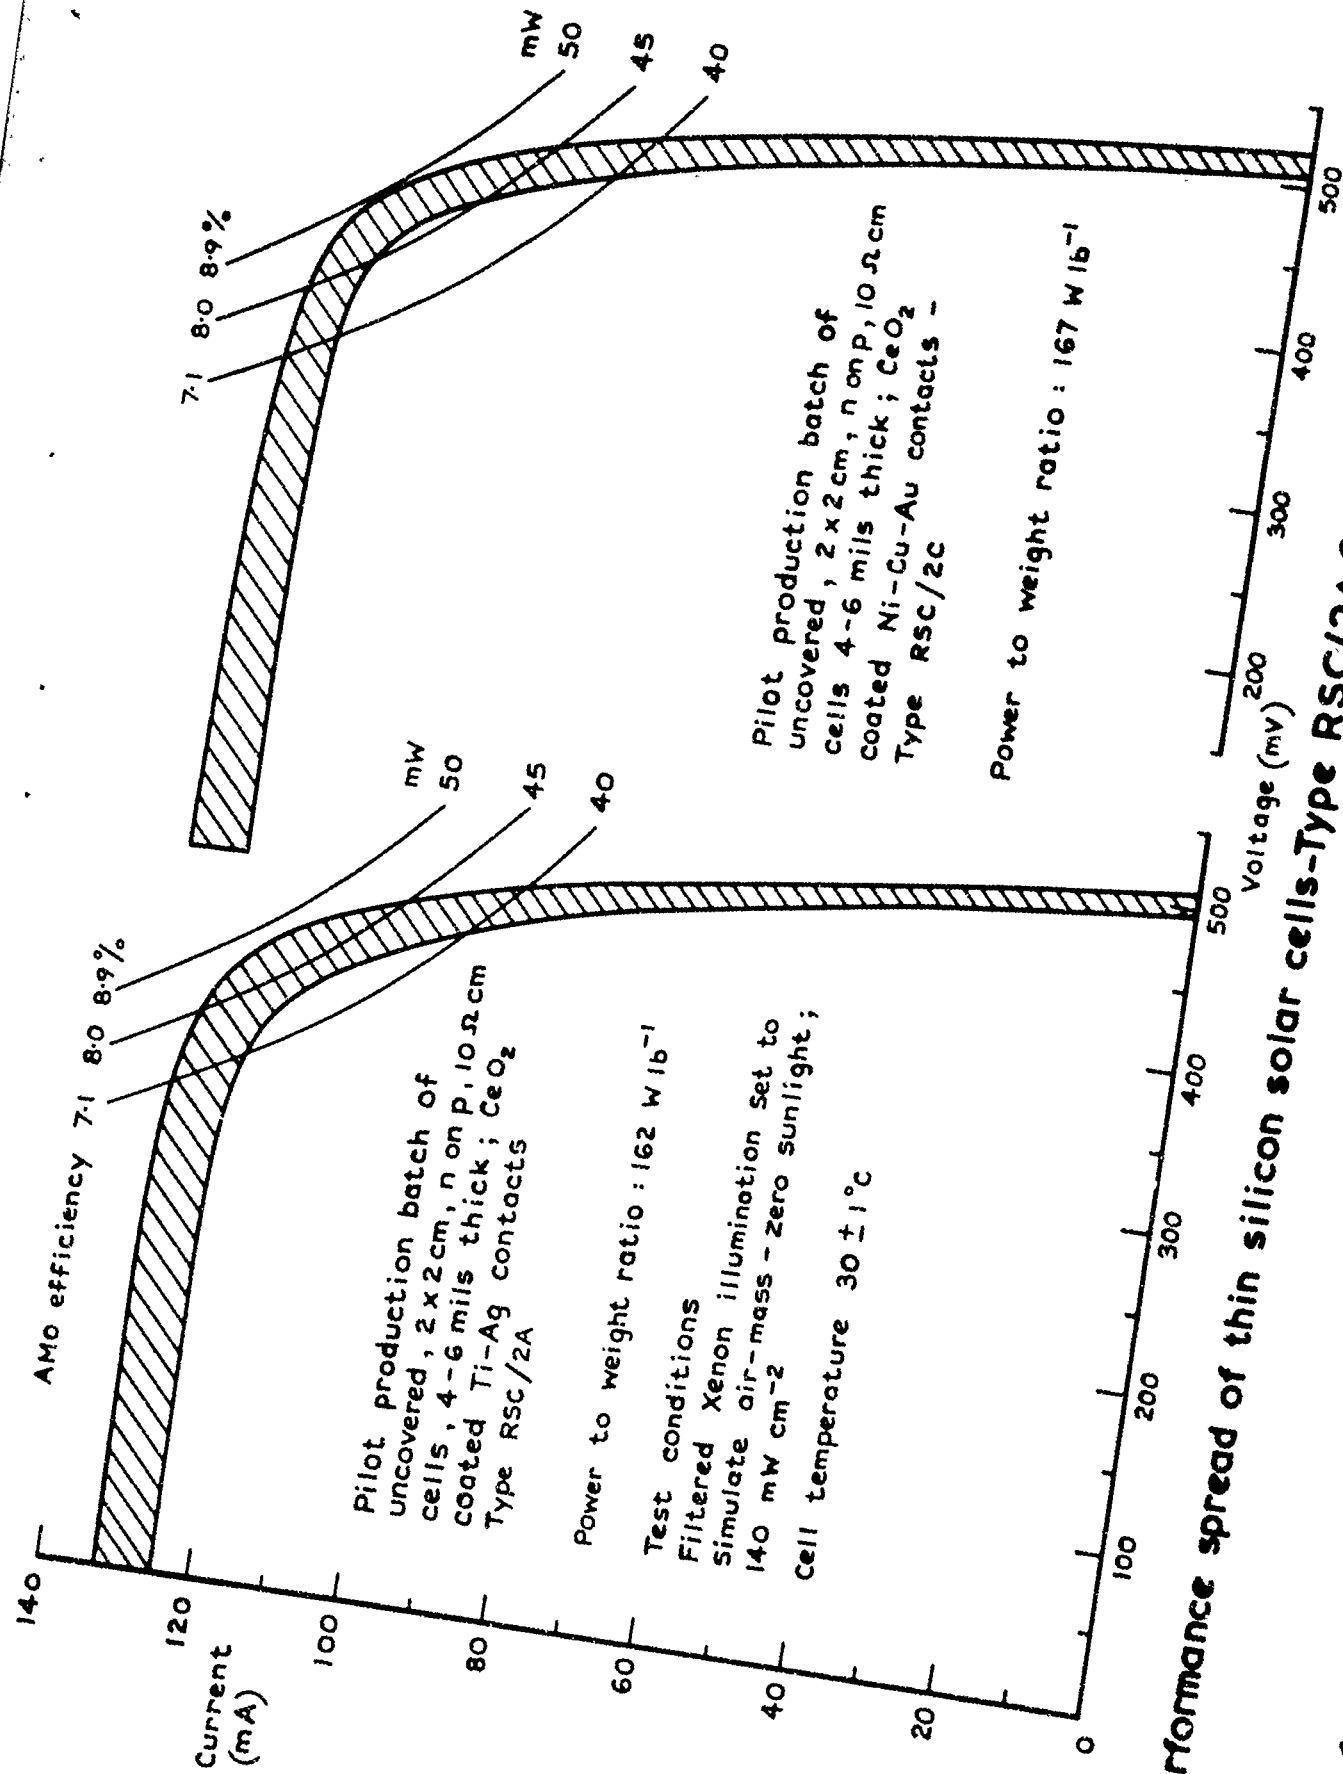 AMO efficiency 7·1 8·0 8·9%
mW
50
45
40
Pilot production batch of
uncovered, 2 x 2cm, n on p, 10 Ω cm
cells, 4-6 mils thick; CeO2
coated Ti-Ag contacts
Type RSC/2A
Power to weight ratio: 162 W lb-1
Test conditions
Filtered Xenon illumination set to
simulate air-mass-zero sunlight;
140 mW cm-2
Cell temperature 30 ± 1°C
Current
(mA)
140
120
100
80
60
40
20
0
100
200
300
400
500
7·1 8·0 8·9%
mW
50
45
40
Pilot production batch of
uncovered, 2 x 2cm, n on p, 10 Ω cm
cells 4-6 mils thick; CeO2
coated Ni-Cu-Au contacts -
Type RSC/2C
Power to weight ratio: 167 W lb-1
200
300
400
500
Voltage (mv)
rformance spread of thin silicon solar cells-Type RSC/2A